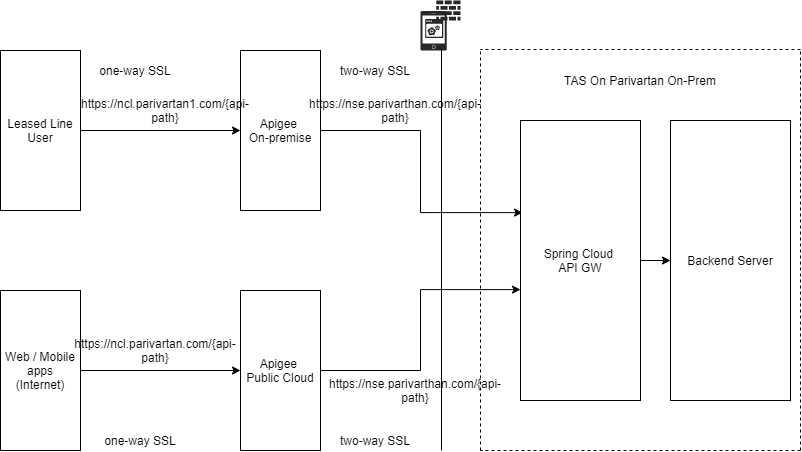 one-way SSL
two-way SSL
TAS On Parivartan On-Prem
https://ncl.parivartan1.com/{api-
path}
https://nse.parivarthan.com/{api-
path}
Leased Line
User
Apigee
On-premise
Spring Cloud
API GW
Backend Server
https://ncl.parivartan.com/{api-
path}
Web / Mobile
apps
(Internet)
Apigee
Public Cloud
https://nse.parivarthan.com/{api-
path}
one-way SSL
two-way SSL